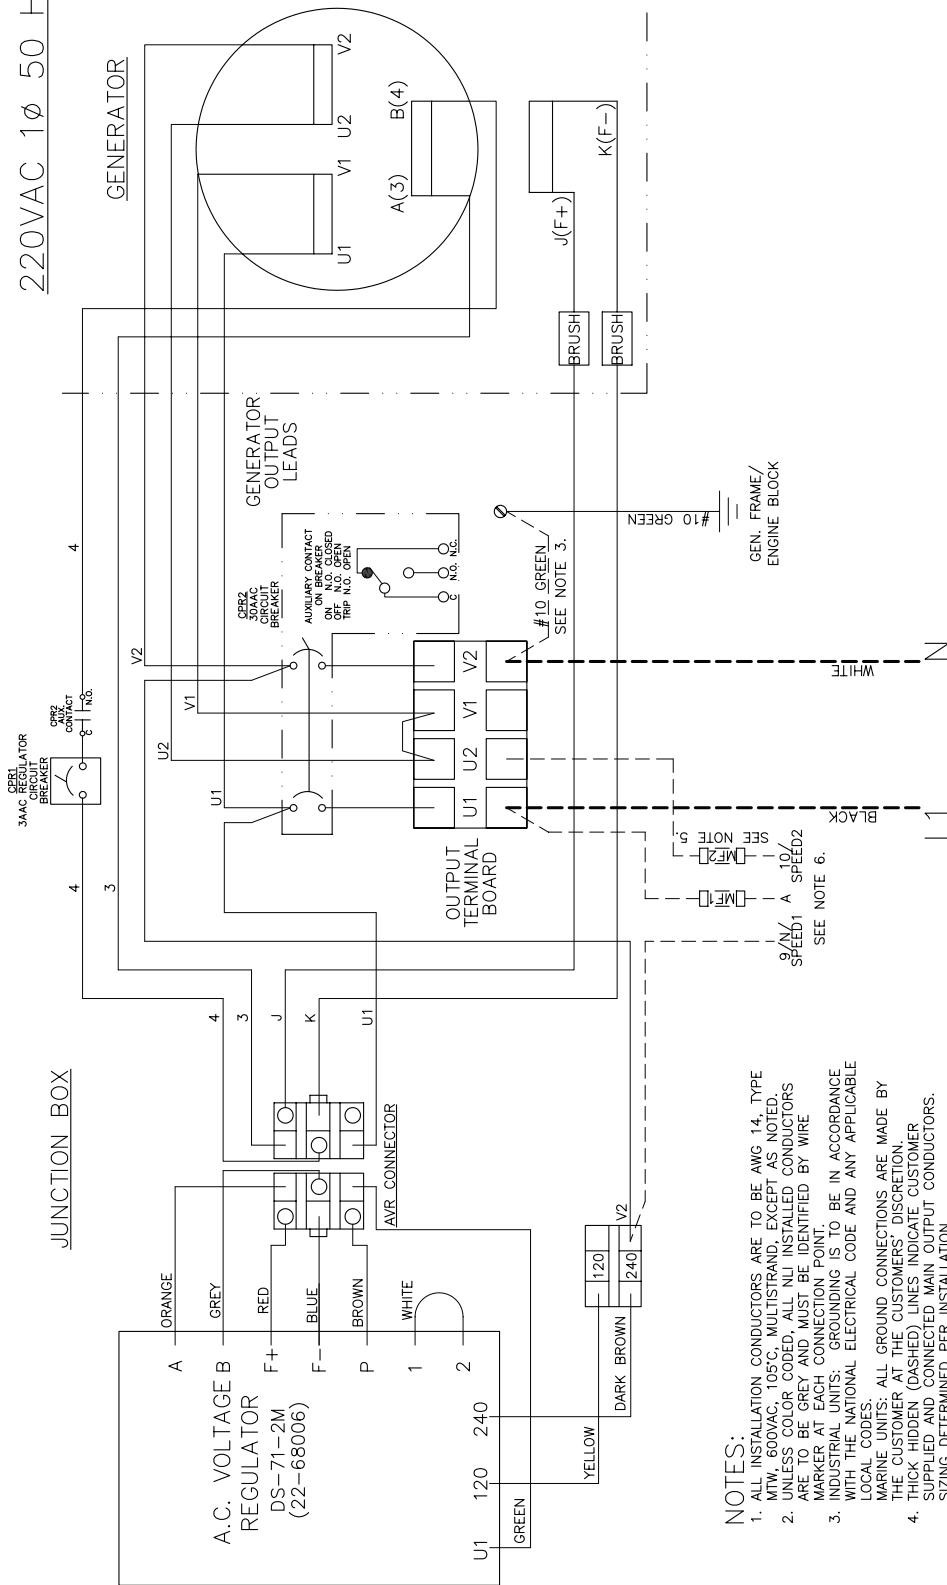 220VAC 1ø 50 H
GENERATOR
V2
U2
V1
U1
B(4)
A(3)
K(F-)
J(F+)
BRUSH
BRUSH
GENERATOR
OUTPUT
LEADS
4
V2
V1
U2
U1
CPR2
AUX.
CONTACT
C
N.O.
CPR1
3AAC REGULATOR
CIRCUIT
BREAKER
4
3
CPR2
30AAC
CIRCUIT
BREAKER
AUXILIARY CONTACT
ON BREAKER
ON N.O. CLOSED
OFF N.O. OPEN
TRIP N.O. OPEN
C
N.O.
N.C.
#10 GREEN
GEN. FRAME/
ENGINE BLOCK
#10 GREEN
SEE NOTE 3.
V2
V1
U2
U1
OUTPUT
TERMINAL
BOARD
WHITE
N
BLACK
L1
SEE NOTE 5.
MF2
MF1
10/
SPEED2
A
9/N/
SPEED1
SEE NOTE 6.
JUNCTION BOX
4
3
J
K
U1
AVR CONNECTOR
ORANGE
GREY
RED
BLUE
BROWN
WHITE
A
B
F+
F-
P
1
2
A.C. VOLTAGE
REGULATOR
DS-71-2M
(22-68006)
240
120
U1
GREEN
YELLOW
DARK BROWN
120
240
V2
NOTES:
1. ALL INSTALLATION CONDUCTORS ARE TO BE AWG 14, TYPE
MTW, 600VAC, 105°C, MULTISTRAND, EXCEPT AS NOTED.
2. UNLESS COLOR CODED, ALL NLI INSTALLED CONDUCTORS
ARE TO BE GREY AND MUST BE IDENTIFIED BY WIRE
MARKER AT EACH CONNECTION POINT.
3. INDUSTRIAL UNITS: GROUNDING IS TO BE IN ACCORDANCE
WITH THE NATIONAL ELECTRICAL CODE AND ANY APPLICABLE
LOCAL CODES.
MARINE UNITS: ALL GROUND CONNECTIONS ARE MADE BY
THE CUSTOMER AT THE CUSTOMERS' DISCRETION.
4. THICK HIDDEN (DASHED) LINES INDICATE CUSTOMER
SUPPLIED AND CONNECTED MAIN OUTPUT CONDUCTORS.
SIZING DETERMINED PER INSTALLATION